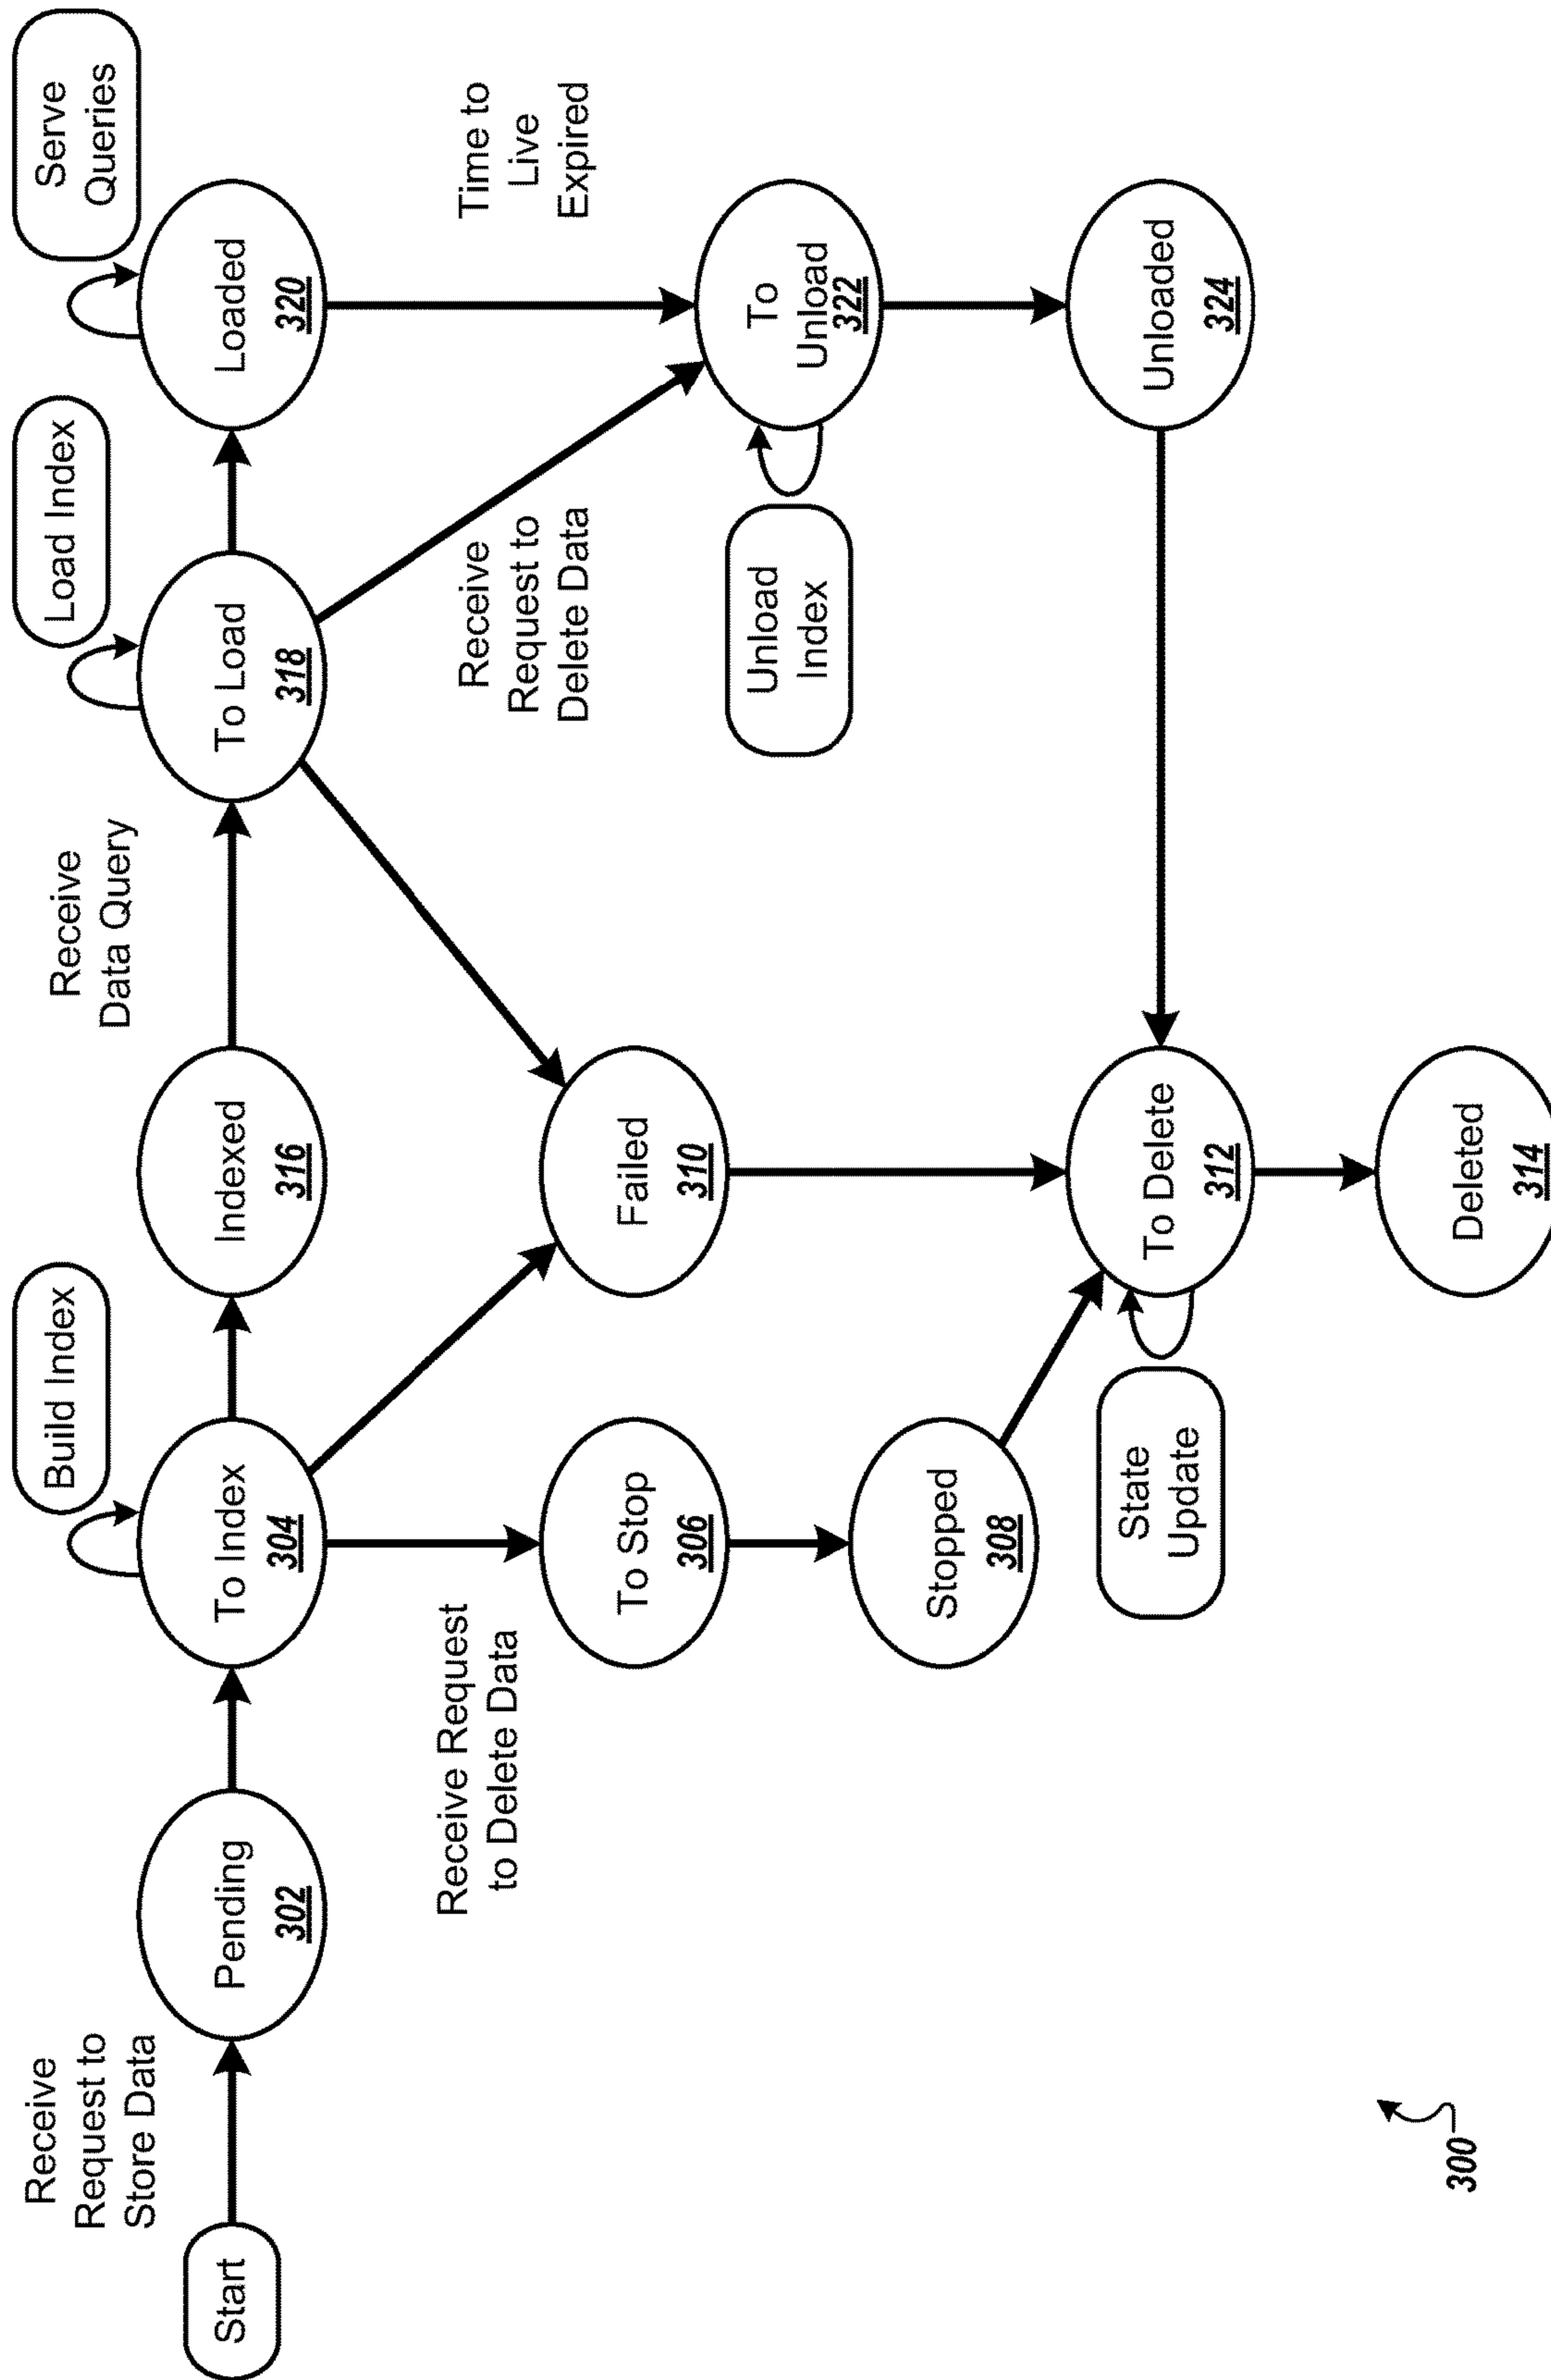 Receive
Request to
Store Data
Start
Pending
302
Build Index
To Index
304
Indexed
316
Receive
Data Query
Load Index
To Load
318
Serve
Queries
Loaded
320
Receive Request
to Delete Data
To Stop
306
Failed
310
Receive
Request to
Delete Data
Time to
Live
Expired
Unload
Index
To
Unload
322
Stopped
308
State
Update
To Delete
312
Unloaded
324
Deleted
314
300